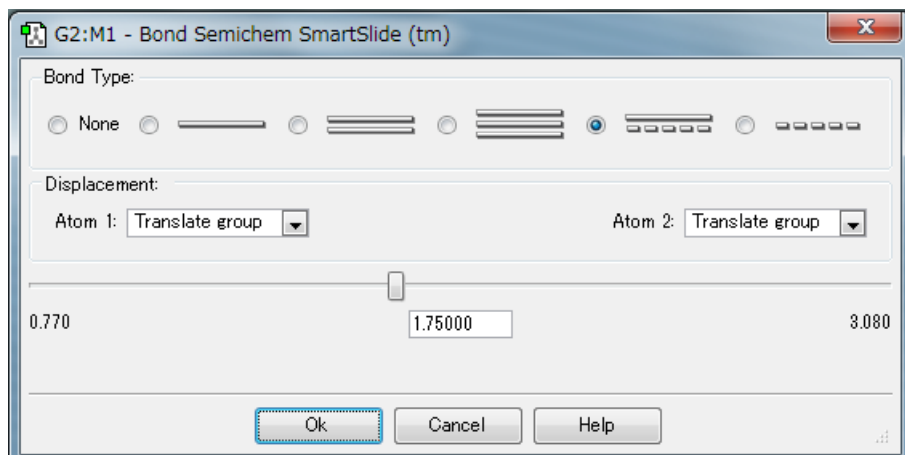 G2:M1 - Bond Semichem SmartSlide (tm)
Bond Type:
None
Displacement:
Atom 1: Translate group
Atom 2: Translate group
0.770
1.75000
3.080
Ok
Cancel
Help